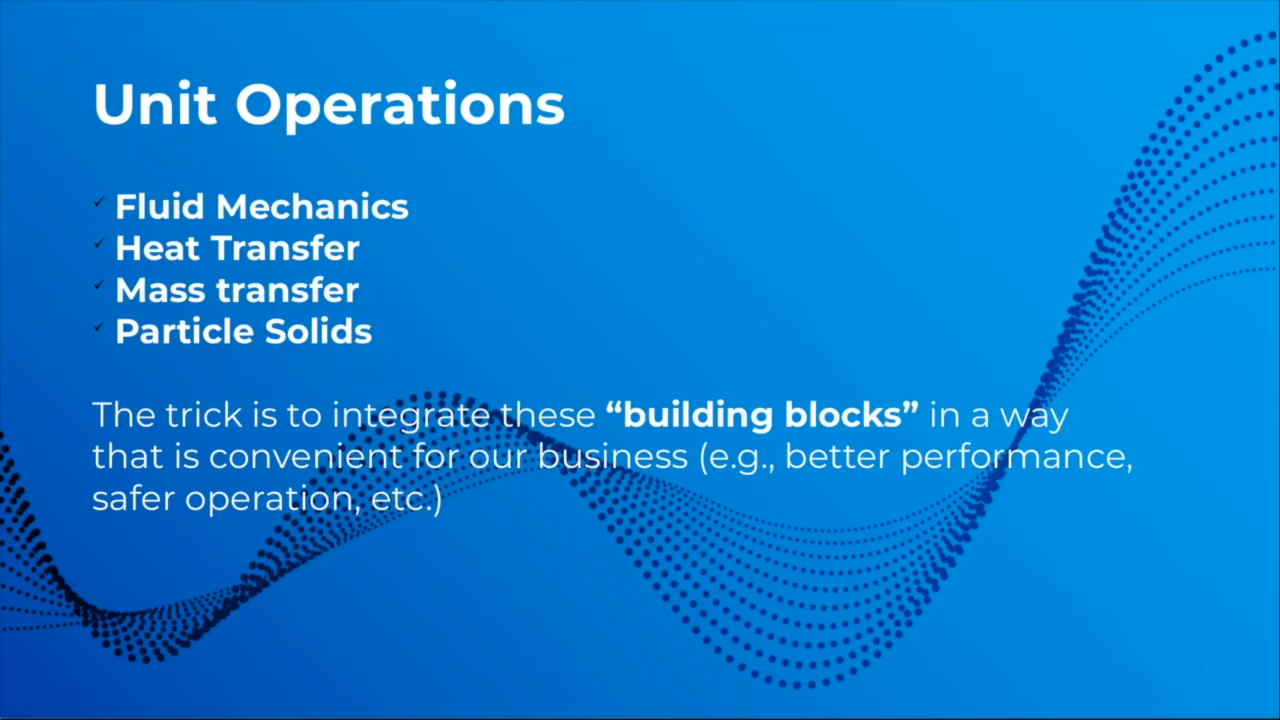 Unit Operations
✓ Fluid Mechanics
✓ Heat Transfer
✓ Mass transfer
✓ Particle Solids
The trick is to integrate these “building blocks” in a way
that is convenient for our business (e.g., better performance,
safer operation, etc.)